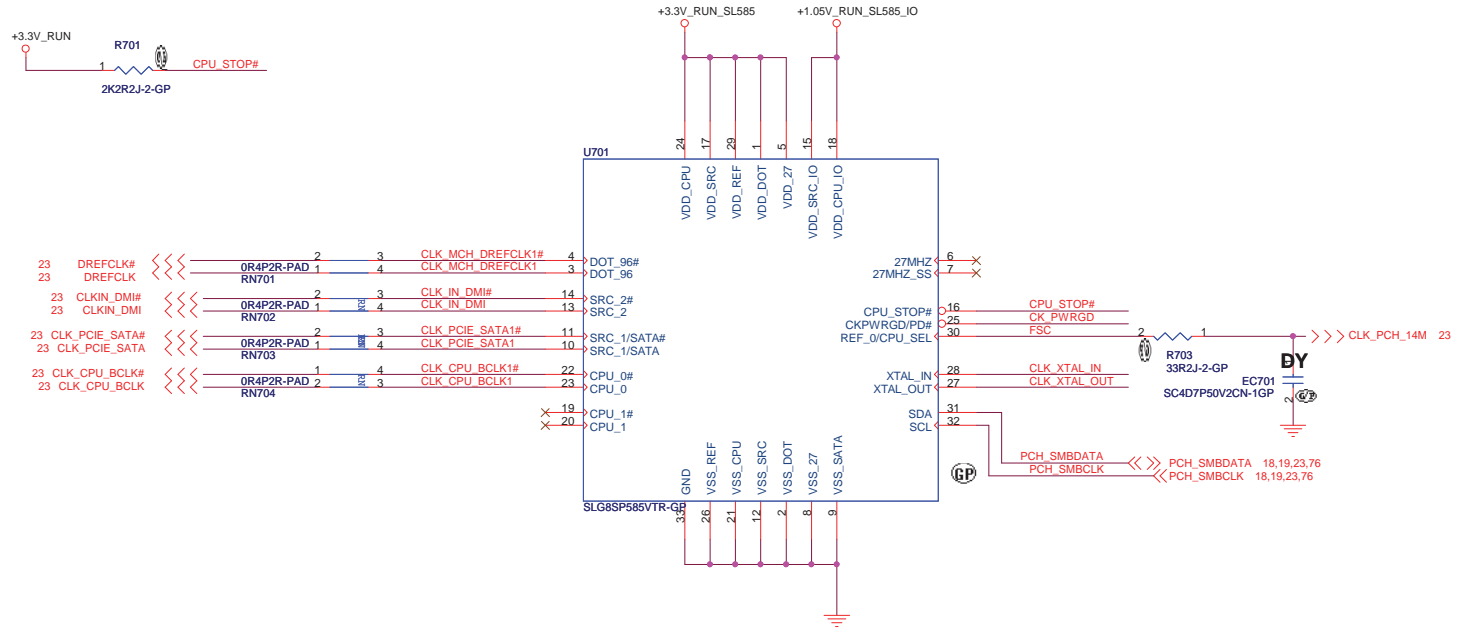 +3.3V_RUN_SL585
+1.05V_RUN_SL585_IO
+3.3V_RUN
R701
1
CPU_STOP#
2K2R2J-2-GP
24
17
29
1
5
15
18
U701
VDD_CPU
VDD_SRC
VDD_REF
VDD_DOT
VDD_27
VDD_SRC_IO
VDD_CPU_IO
23 DREFCLK# 2 3 CLK_MCH_DREFCLK1# 4 DOT_96#
23 DREFCLK 0R4P2R-PAD 1 4 CLK_MCH_DREFCLK1 3 DOT_96
RN701
23 CLKIN_DMI# 2 3 CLK_IN_DMI# 14 SRC_2#
23 CLKIN_DMI 0R4P2R-PAD 1 RN 4 CLK_IN_DMI 13 SRC_2
RN702
23 CLK_PCIE_SATA# 2 3 CLK_PCIE_SATA1# 11 SRC_1/SATA#
23 CLK_PCIE_SATA 0R4P2R-PAD 1 4 CLK_PCIE_SATA1 10 SRC_1/SATA
RN703
23 CLK_CPU_BCLK# 1 4 CLK_CPU_BCLK1# 22 CPU_0#
23 CLK_CPU_BCLK 0R4P2R-PAD 2 RN 3 CLK_CPU_BCLK1 23 CPU_0
RN704
19 CPU_1#
20 CPU_1
27MHZ 6
27MHZ_SS 7
CPU_STOP# 16 CPU_STOP#
CKPWRGD/PD# 25 CK_PWRGD
REF_0/CPU_SEL 30 FSC 2 1 CLK_PCH_14M 23
R703
33R2J-2-GP
DY
EC701
SC4D7P50V2CN-1GP
2
XTAL_IN 28 CLK_XTAL_IN
XTAL_OUT 27 CLK_XTAL_OUT
SDA 31
SCL 32
PCH_SMBDATA PCH_SMBDATA 18,19,23,76
PCH_SMBCLK PCH_SMBCLK 18,19,23,76
GP
GND
VSS_REF
VSS_CPU
VSS_SRC
VSS_DOT
VSS_27
VSS_SATA
SLG8SP585VTR-GP
33
26
21
12
2
8
9